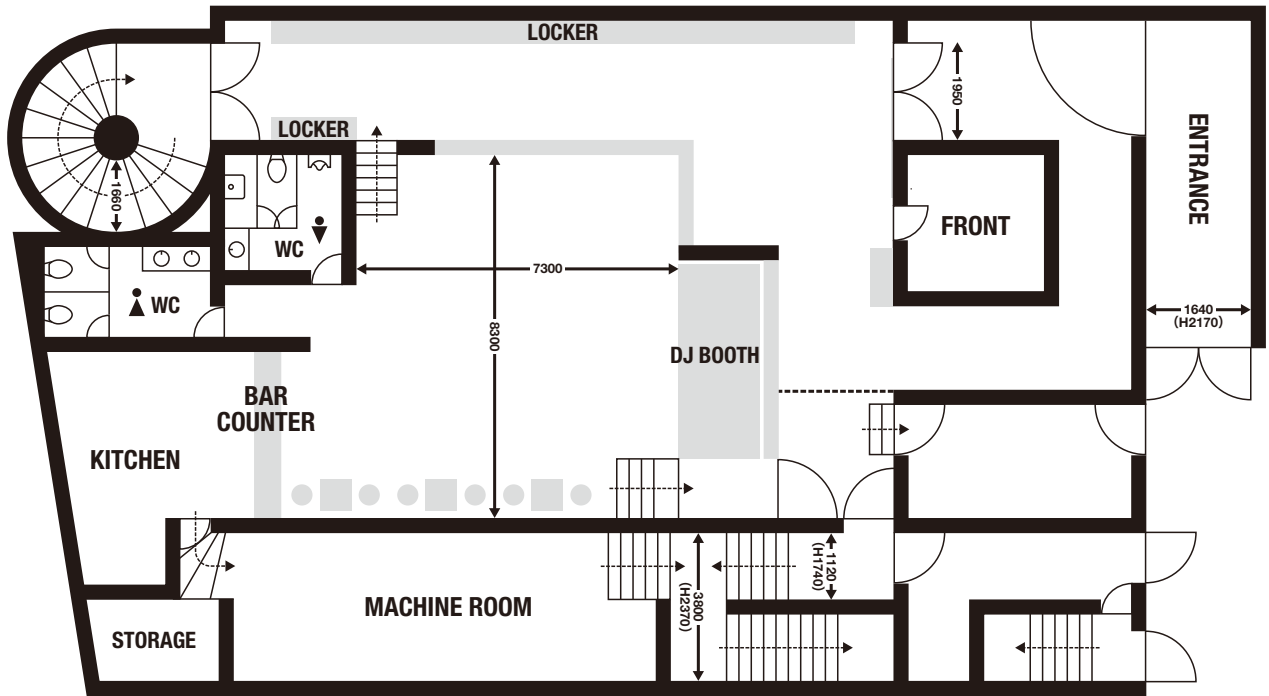 LOCKER
1950
ENTRANCE
LOCKER
1660
WC
FRONT
7300
WC
1640
(H2170)
8300
DJ BOOTH
BAR
COUNTER
KITCHEN
1120
(H1740)
3800
(H2370)
MACHINE ROOM
STORAGE